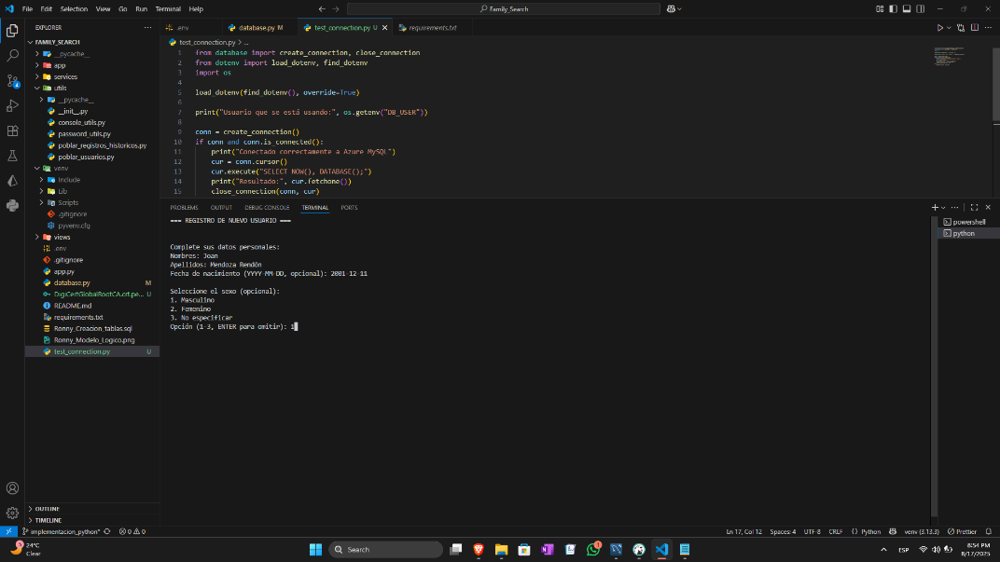 File Edit Selection View Go Run Terminal Help
Family_Search
EXPLORER
.env
database.py M
test_connection.py U
requirements.txt
FAMILY_SEARCH
test_connection.py > ...
__pycache__
app
services
utils
__pycache__
__init__.py
console_utils.py
password_utils.py
poblar_registros_historicos.py
poblar_usuarios.py
venv
Include
Lib
Scripts
.gitignore
pyvenv.cfg
views
.env
.gitignore
app.py
database.py M
DigiCertGlobalRootCA.crt.pe... U
README.md
requirements.txt
Ronny_Creacion_tablas.sql
Ronny_Modelo_Logico.png
test_connection.py U
OUTLINE
TIMELINE
1 from database import create_connection, close_connection
2 from dotenv import load_dotenv, find_dotenv
3 import os
4
5 load_dotenv(find_dotenv(), override=True)
6
7 print("Usuario que se está usando:", os.getenv("DB_USER"))
8
9 conn = create_connection()
10 if conn and conn.is_connected():
11 print("Conectado correctamente a Azure MySQL")
12 cur = conn.cursor()
13 cur.execute("SELECT NOW(), DATABASE();")
14 print("Resultado:", cur.fetchone())
15 close_connection(conn, cur)
PROBLEMS OUTPUT DEBUG CONSOLE TERMINAL PORTS
=== REGISTRO DE NUEVO USUARIO ===
Complete sus datos personales:
Nombres: Joan
Apellidos: Mendoza Rendón
Fecha de nacimiento (YYYY-MM-DD, opcional): 2001-12-11
Seleccione el sexo (opcional):
1. Masculino
2. Femenino
3. No especificar
Opción (1-3, ENTER para omitir): 1
powershell
python
implementacion_python* 0 0
Ln 17, Col 12 Spaces: 4 UTF-8 CRLF {} Python venv (3.13.3) Prettier
24°C
Clear
Search
ESP
8:54 PM
8/17/2025